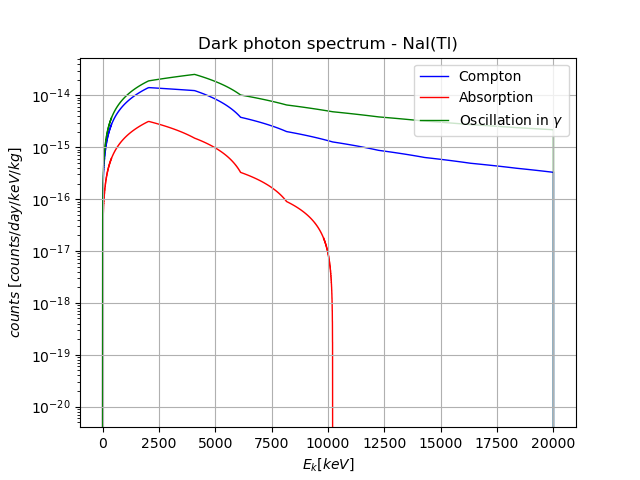 Dark photon spectrum - NaI(Tl)
Compton
Absorption
Oscillation in γ
counts [counts/day/keV/kg]
10⁻¹⁴
10⁻¹⁵
10⁻¹⁶
10⁻¹⁷
10⁻¹⁸
10⁻¹⁹
10⁻²⁰
0 2500 5000 7500 10000 12500 15000 17500 20000
Eₖ[keV]